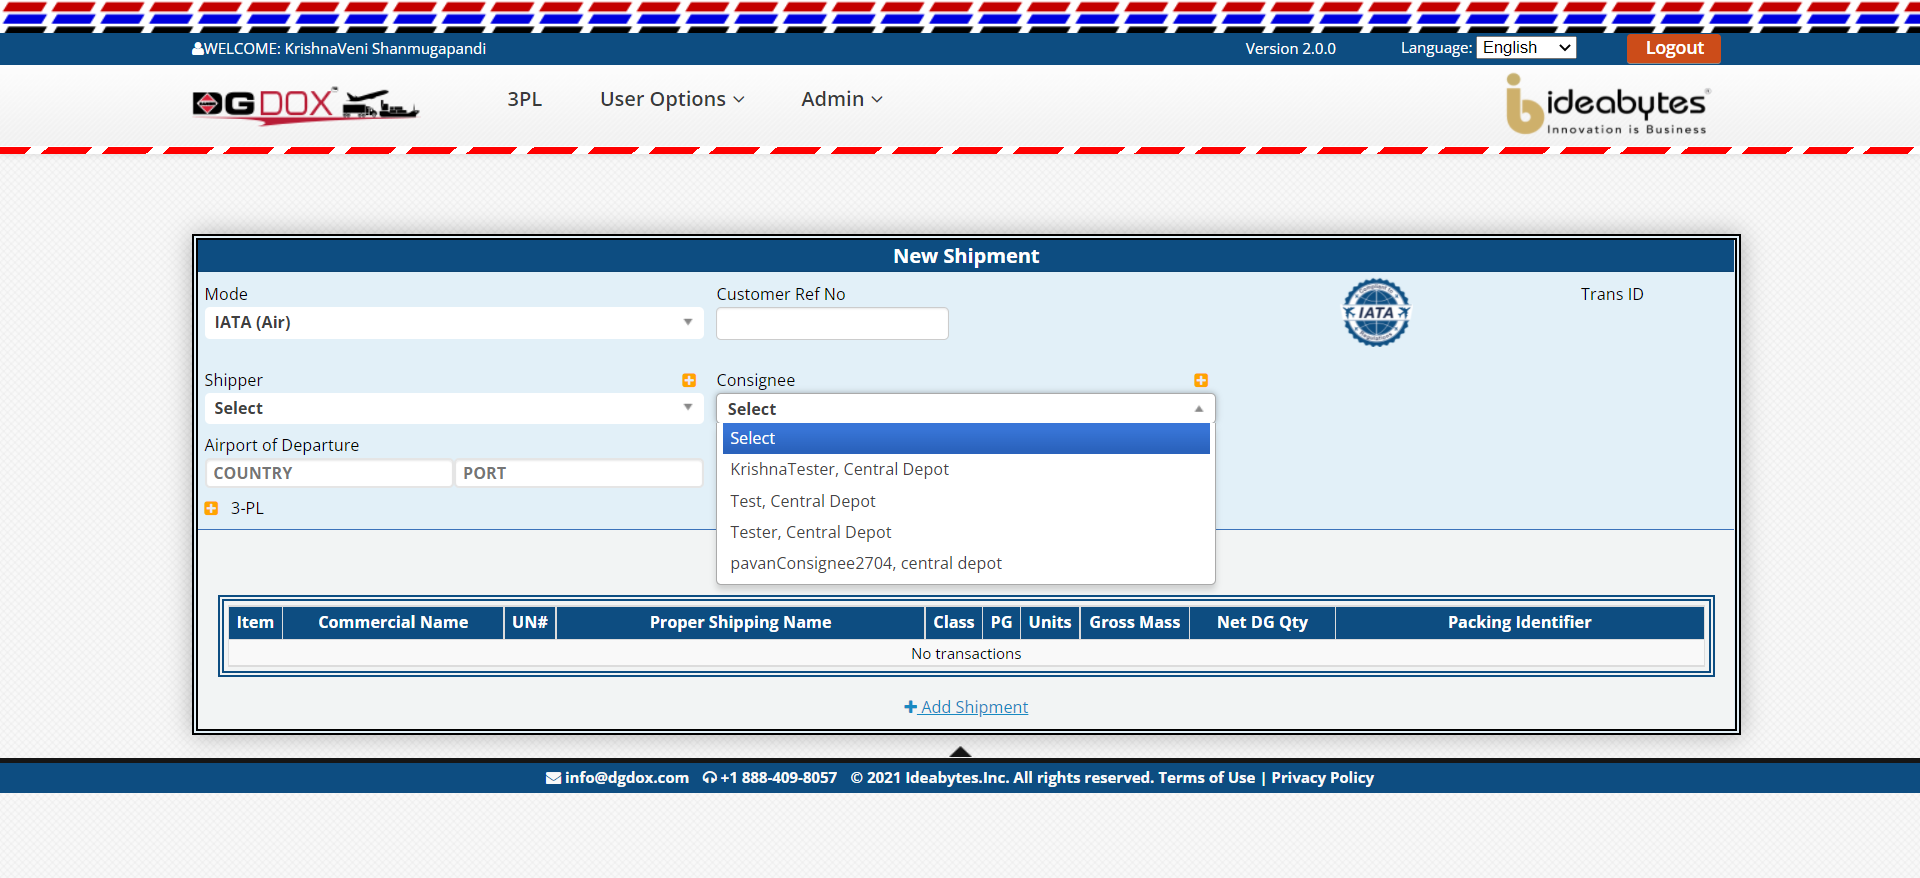 WELCOME: KrishnaVeni Shanmugapandi
Version 2.0.0
Language: English
Logout
DGDOX™
3PL
User Options
Admin
ideabytes®
Innovation is Business
New Shipment
Mode
Customer Ref No
Trans ID
IATA (Air)
IATA
Shipper
Consignee
Select
Select
Airport of Departure
COUNTRY
PORT
3-PL
Select
KrishnaTester, Central Depot
Test, Central Depot
Tester, Central Depot
pavanConsignee2704, central depot
Item
Commercial Name
UN#
Proper Shipping Name
Class
PG
Units
Gross Mass
Net DG Qty
Packing Identifier
No transactions
Add Shipment
info@dgdox.com +1 888-409-8057 © 2021 Ideabytes.Inc. All rights reserved. Terms of Use | Privacy Policy